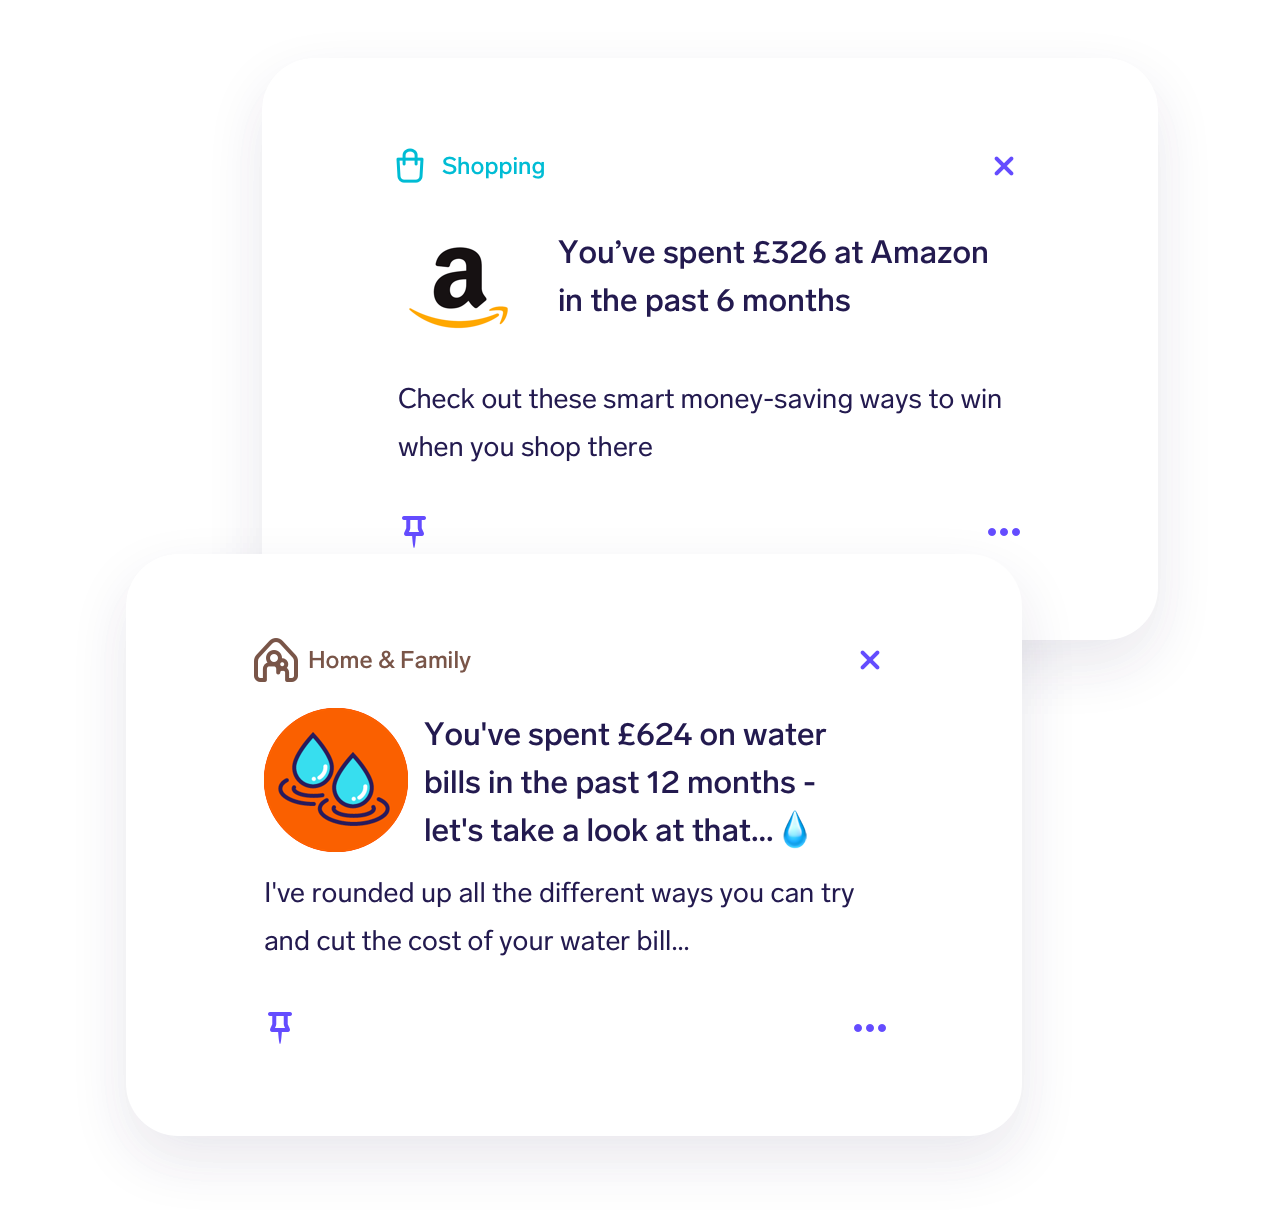 Shopping
You’ve spent £326 at Amazon
in the past 6 months
Check out these smart money-saving ways to win
when you shop there
Home & Family
You've spent £624 on water
bills in the past 12 months -
let's take a look at that... 💧
I've rounded up all the different ways you can try
and cut the cost of your water bill...